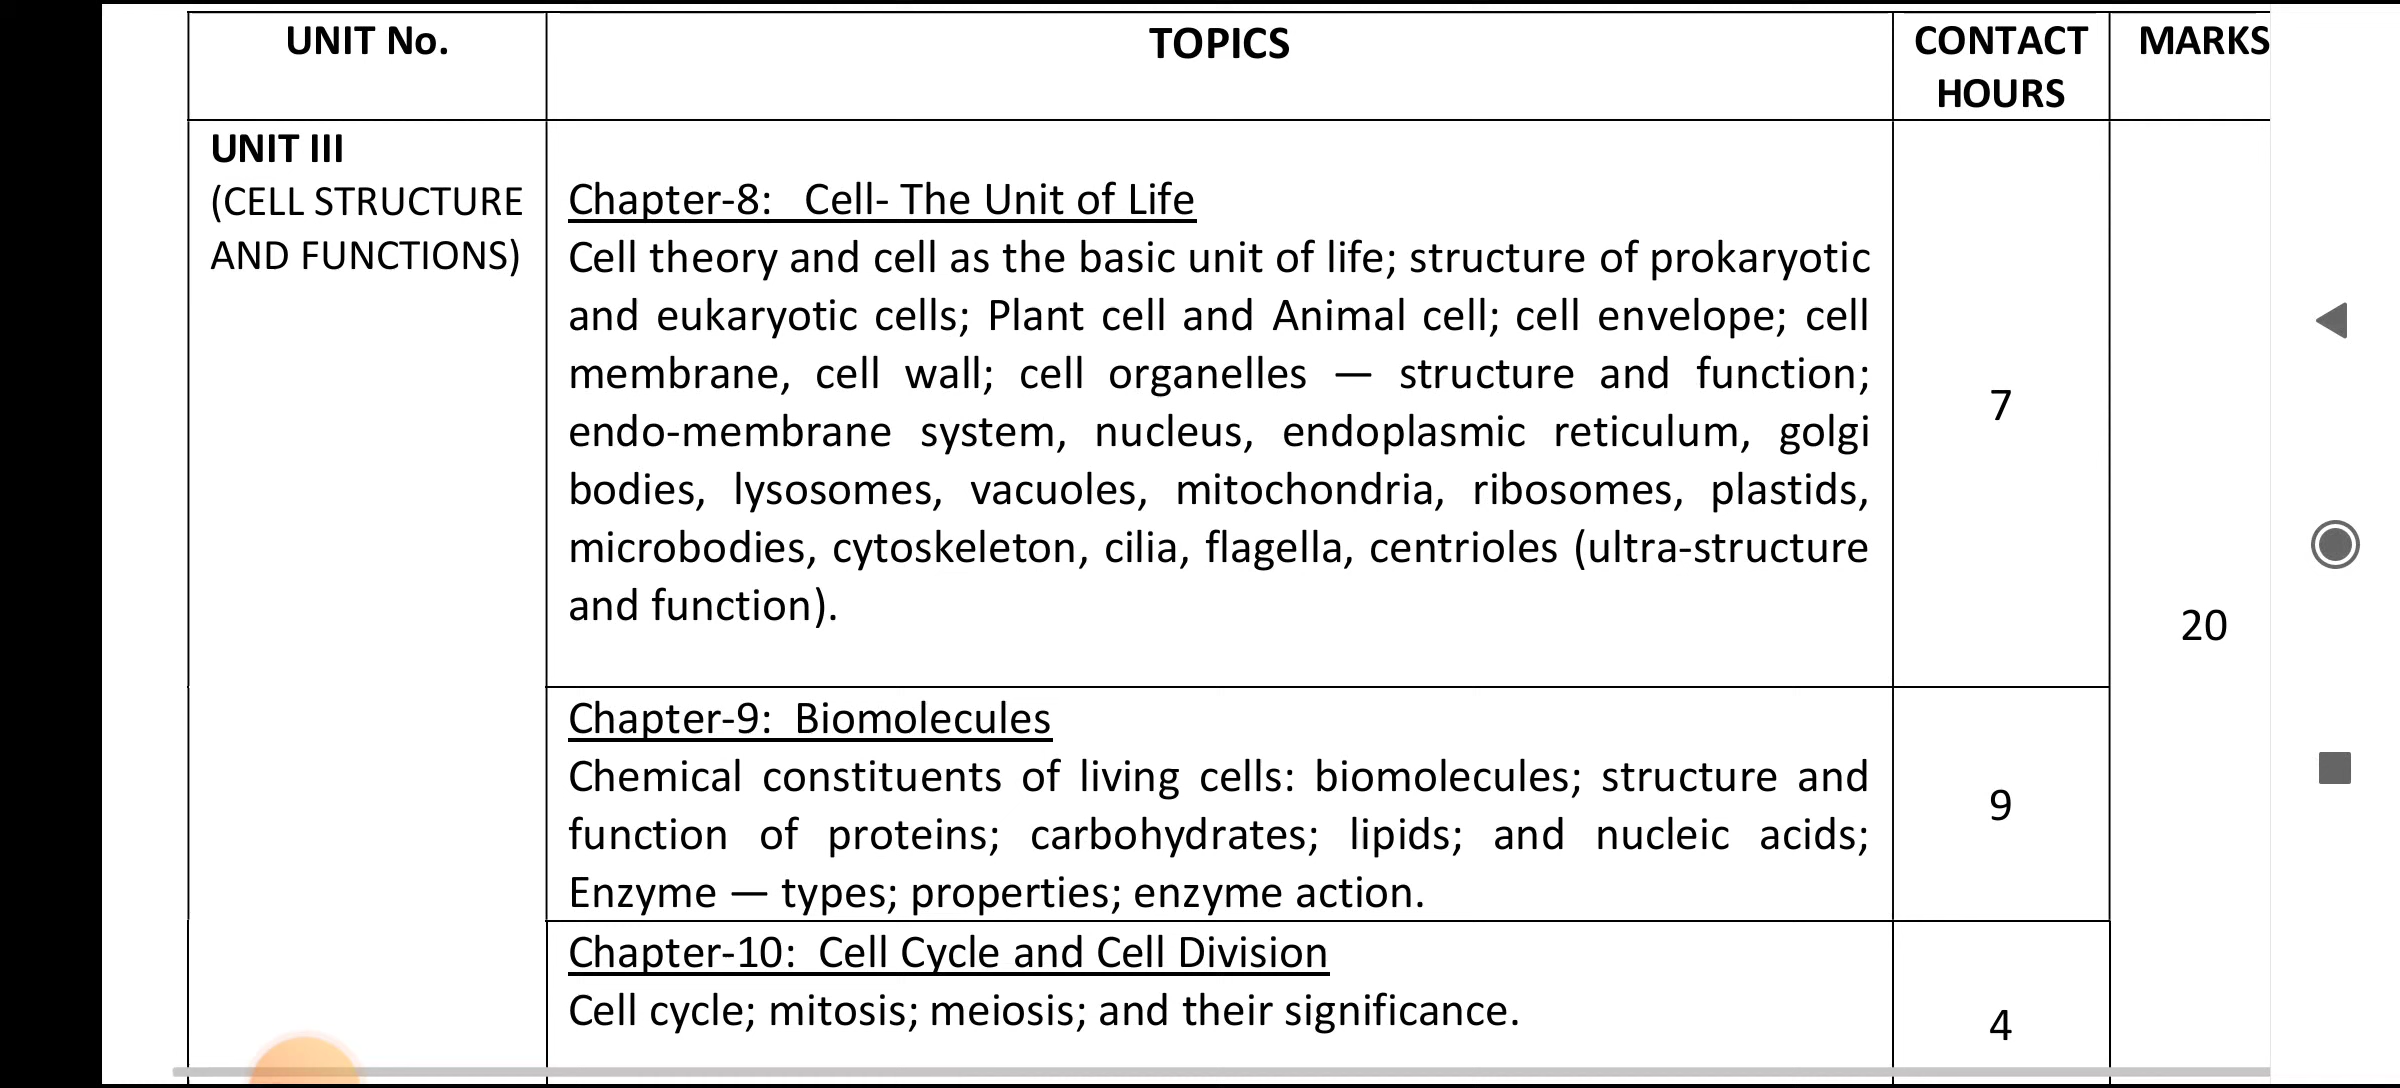 UNIT No.
TOPICS
CONTACT
HOURS
MARKS
UNIT III
(CELL STRUCTURE
AND FUNCTIONS)
Chapter-8:   Cell- The Unit of Life
Cell theory and cell as the basic unit of life; structure of prokaryotic
and eukaryotic cells; Plant cell and Animal cell; cell envelope; cell
membrane, cell wall; cell organelles — structure and function;
endo-membrane system, nucleus, endoplasmic reticulum, golgi
bodies, lysosomes, vacuoles, mitochondria, ribosomes, plastids,
microbodies, cytoskeleton, cilia, flagella, centrioles (ultra-structure
and function).
7
20
Chapter-9:  Biomolecules
Chemical constituents of living cells: biomolecules; structure and
function of proteins; carbohydrates; lipids; and nucleic acids;
Enzyme — types; properties; enzyme action.
9
Chapter-10:  Cell Cycle and Cell Division
Cell cycle; mitosis; meiosis; and their significance.
4